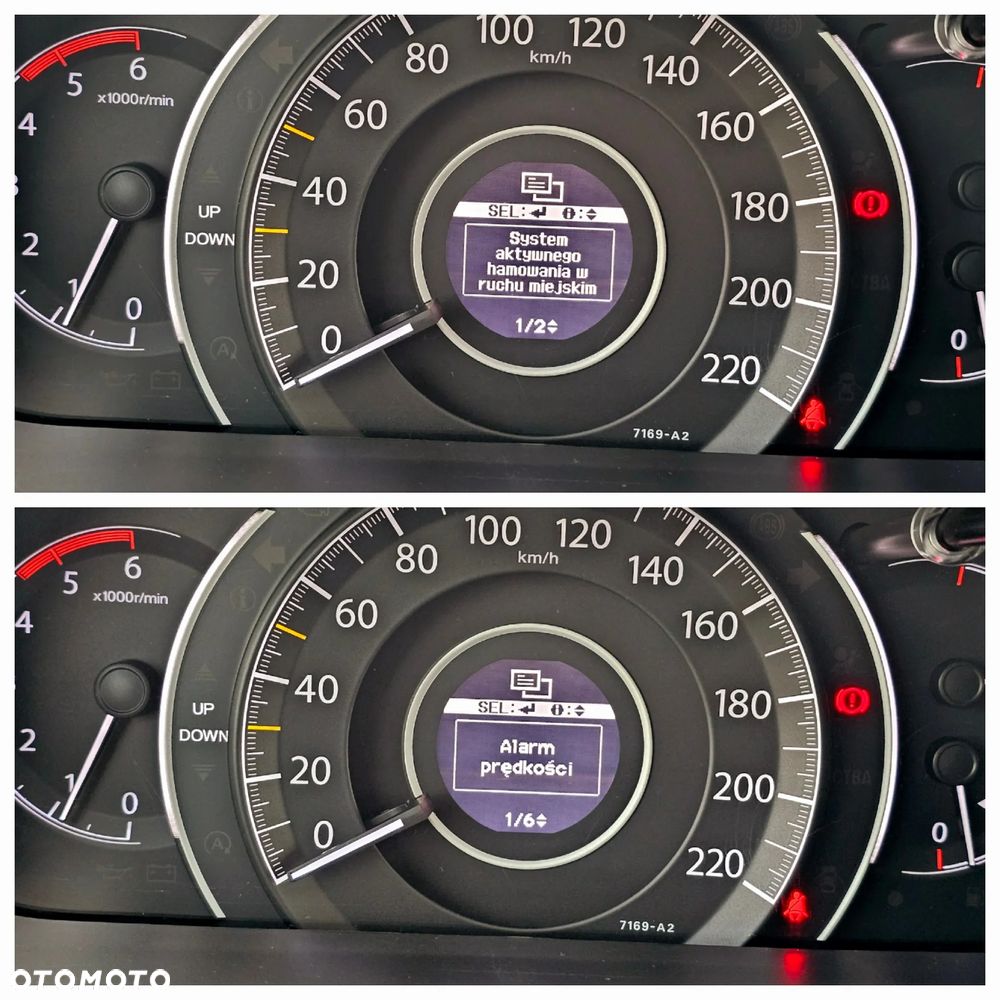 80 100 120 140
km/h
5 6
x1000r/min
4 60 160
3 40 180
UP
DOWN
SEL: :
System
aktywnego
hamowania w
ruchu miejskim
1/2
2 20 200
1 0 0 220 0
7169-A2
80 100 120 140
km/h
5 6
x1000r/min
4 60 160
40 180
UP
DOWN
SEL: :
Alarm
prędkości
1/6
2 20 200
1 0 0 220 0
7169-A2
OTOMOTO